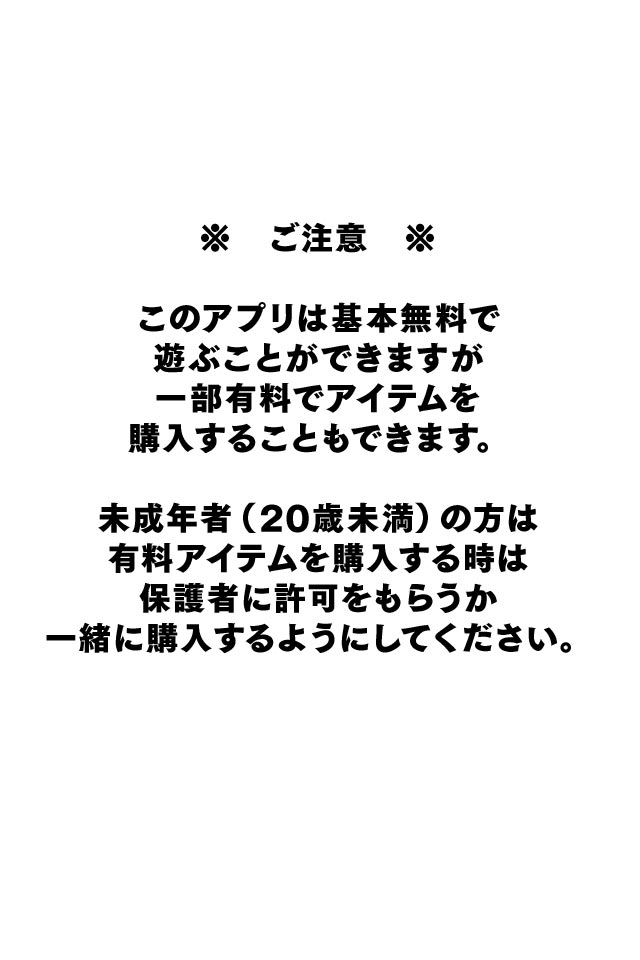 ※　ご注意　※
このアプリは基本無料で
遊ぶことができますが
一部有料でアイテムを
購入することもできます。
未成年者（20歳未満）の方は
有料アイテムを購入する時は
保護者に許可をもらうか
一緒に購入するようにしてください。